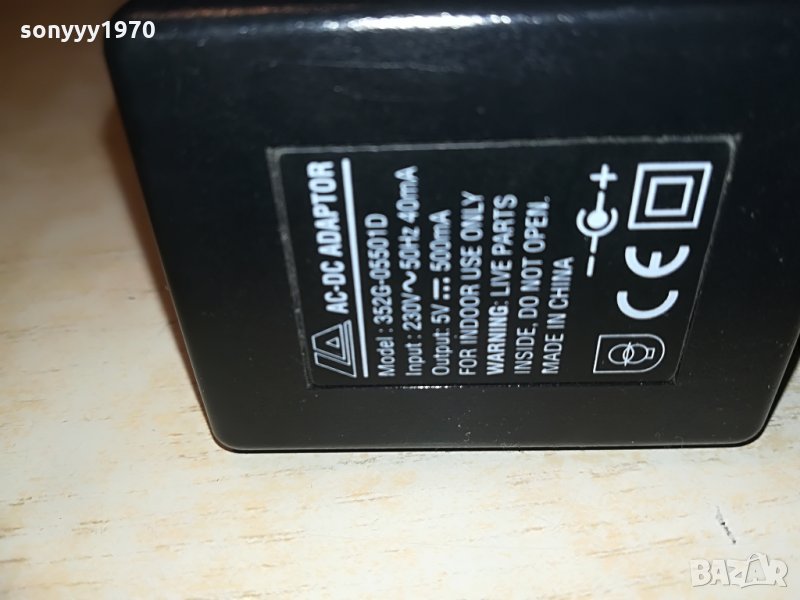 sonyyy1970
AC-DC ADAPTOR
Model : 352G-05501D
Input : 230V~50Hz 40mA
Output: 5V⎓ 500mA
FOR INDOOR USE ONLY
WARNING: LIVE PARTS
INSIDE, DO NOT OPEN.
MADE IN CHINA
- +
CE
BAZAR